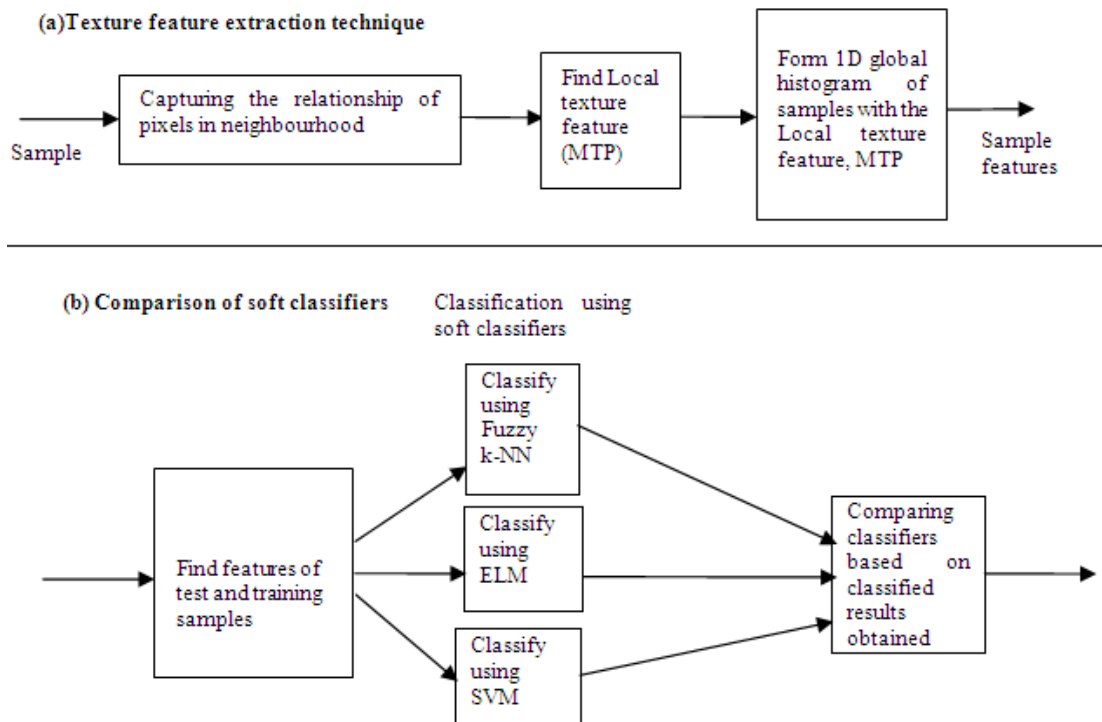 (a)Texture feature extraction technique
Sample
Capturing the relationship of
pixels in neighbourhood
Find Local
texture
feature
(MTP)
Form 1D global
histogram of
samples with the
Local texture
feature, MTP
Sample
features
(b) Comparison of soft classifiers
Classification using
soft classifiers
Find features of
test and training
samples
Classify
using
Fuzzy
k-NN
Classify
using
ELM
Classify
using
SVM
Comparing
classifiers
based on
classified
results
obtained